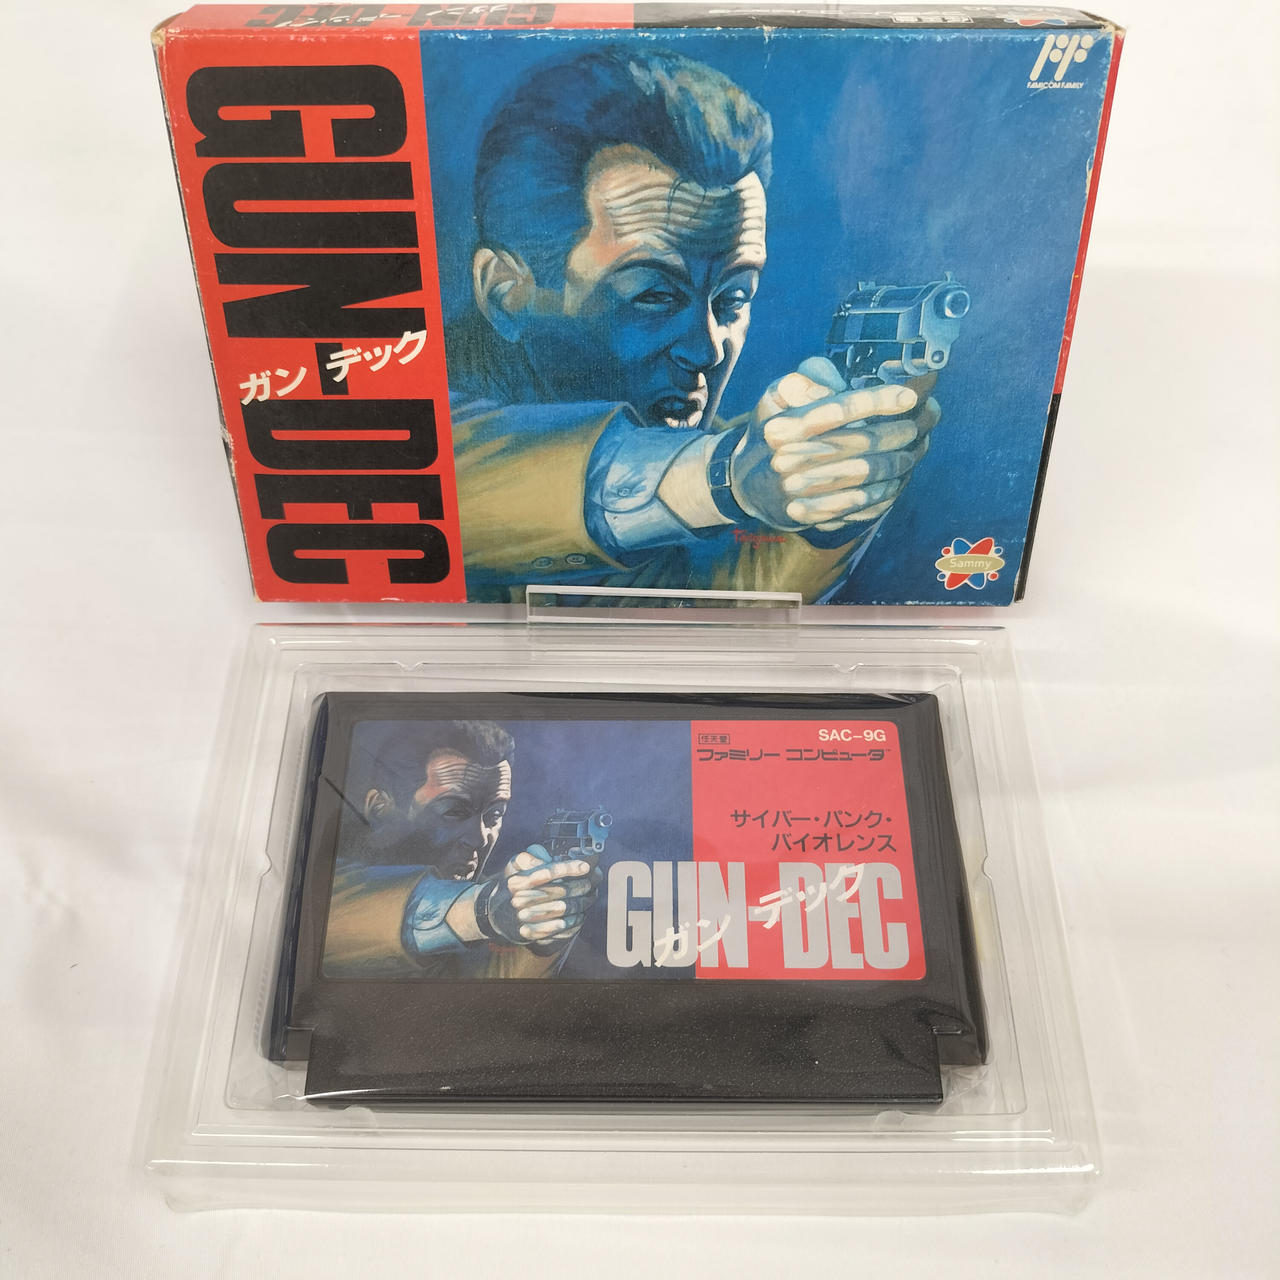 FAMICOM FAMILY
GUN-DEC
ガン デック
Sammy
SAC-9G
任天堂
ファミリー コンピュータ™
サイバー・パンク・
バイオレンス
GUN-DEC
ガン デック